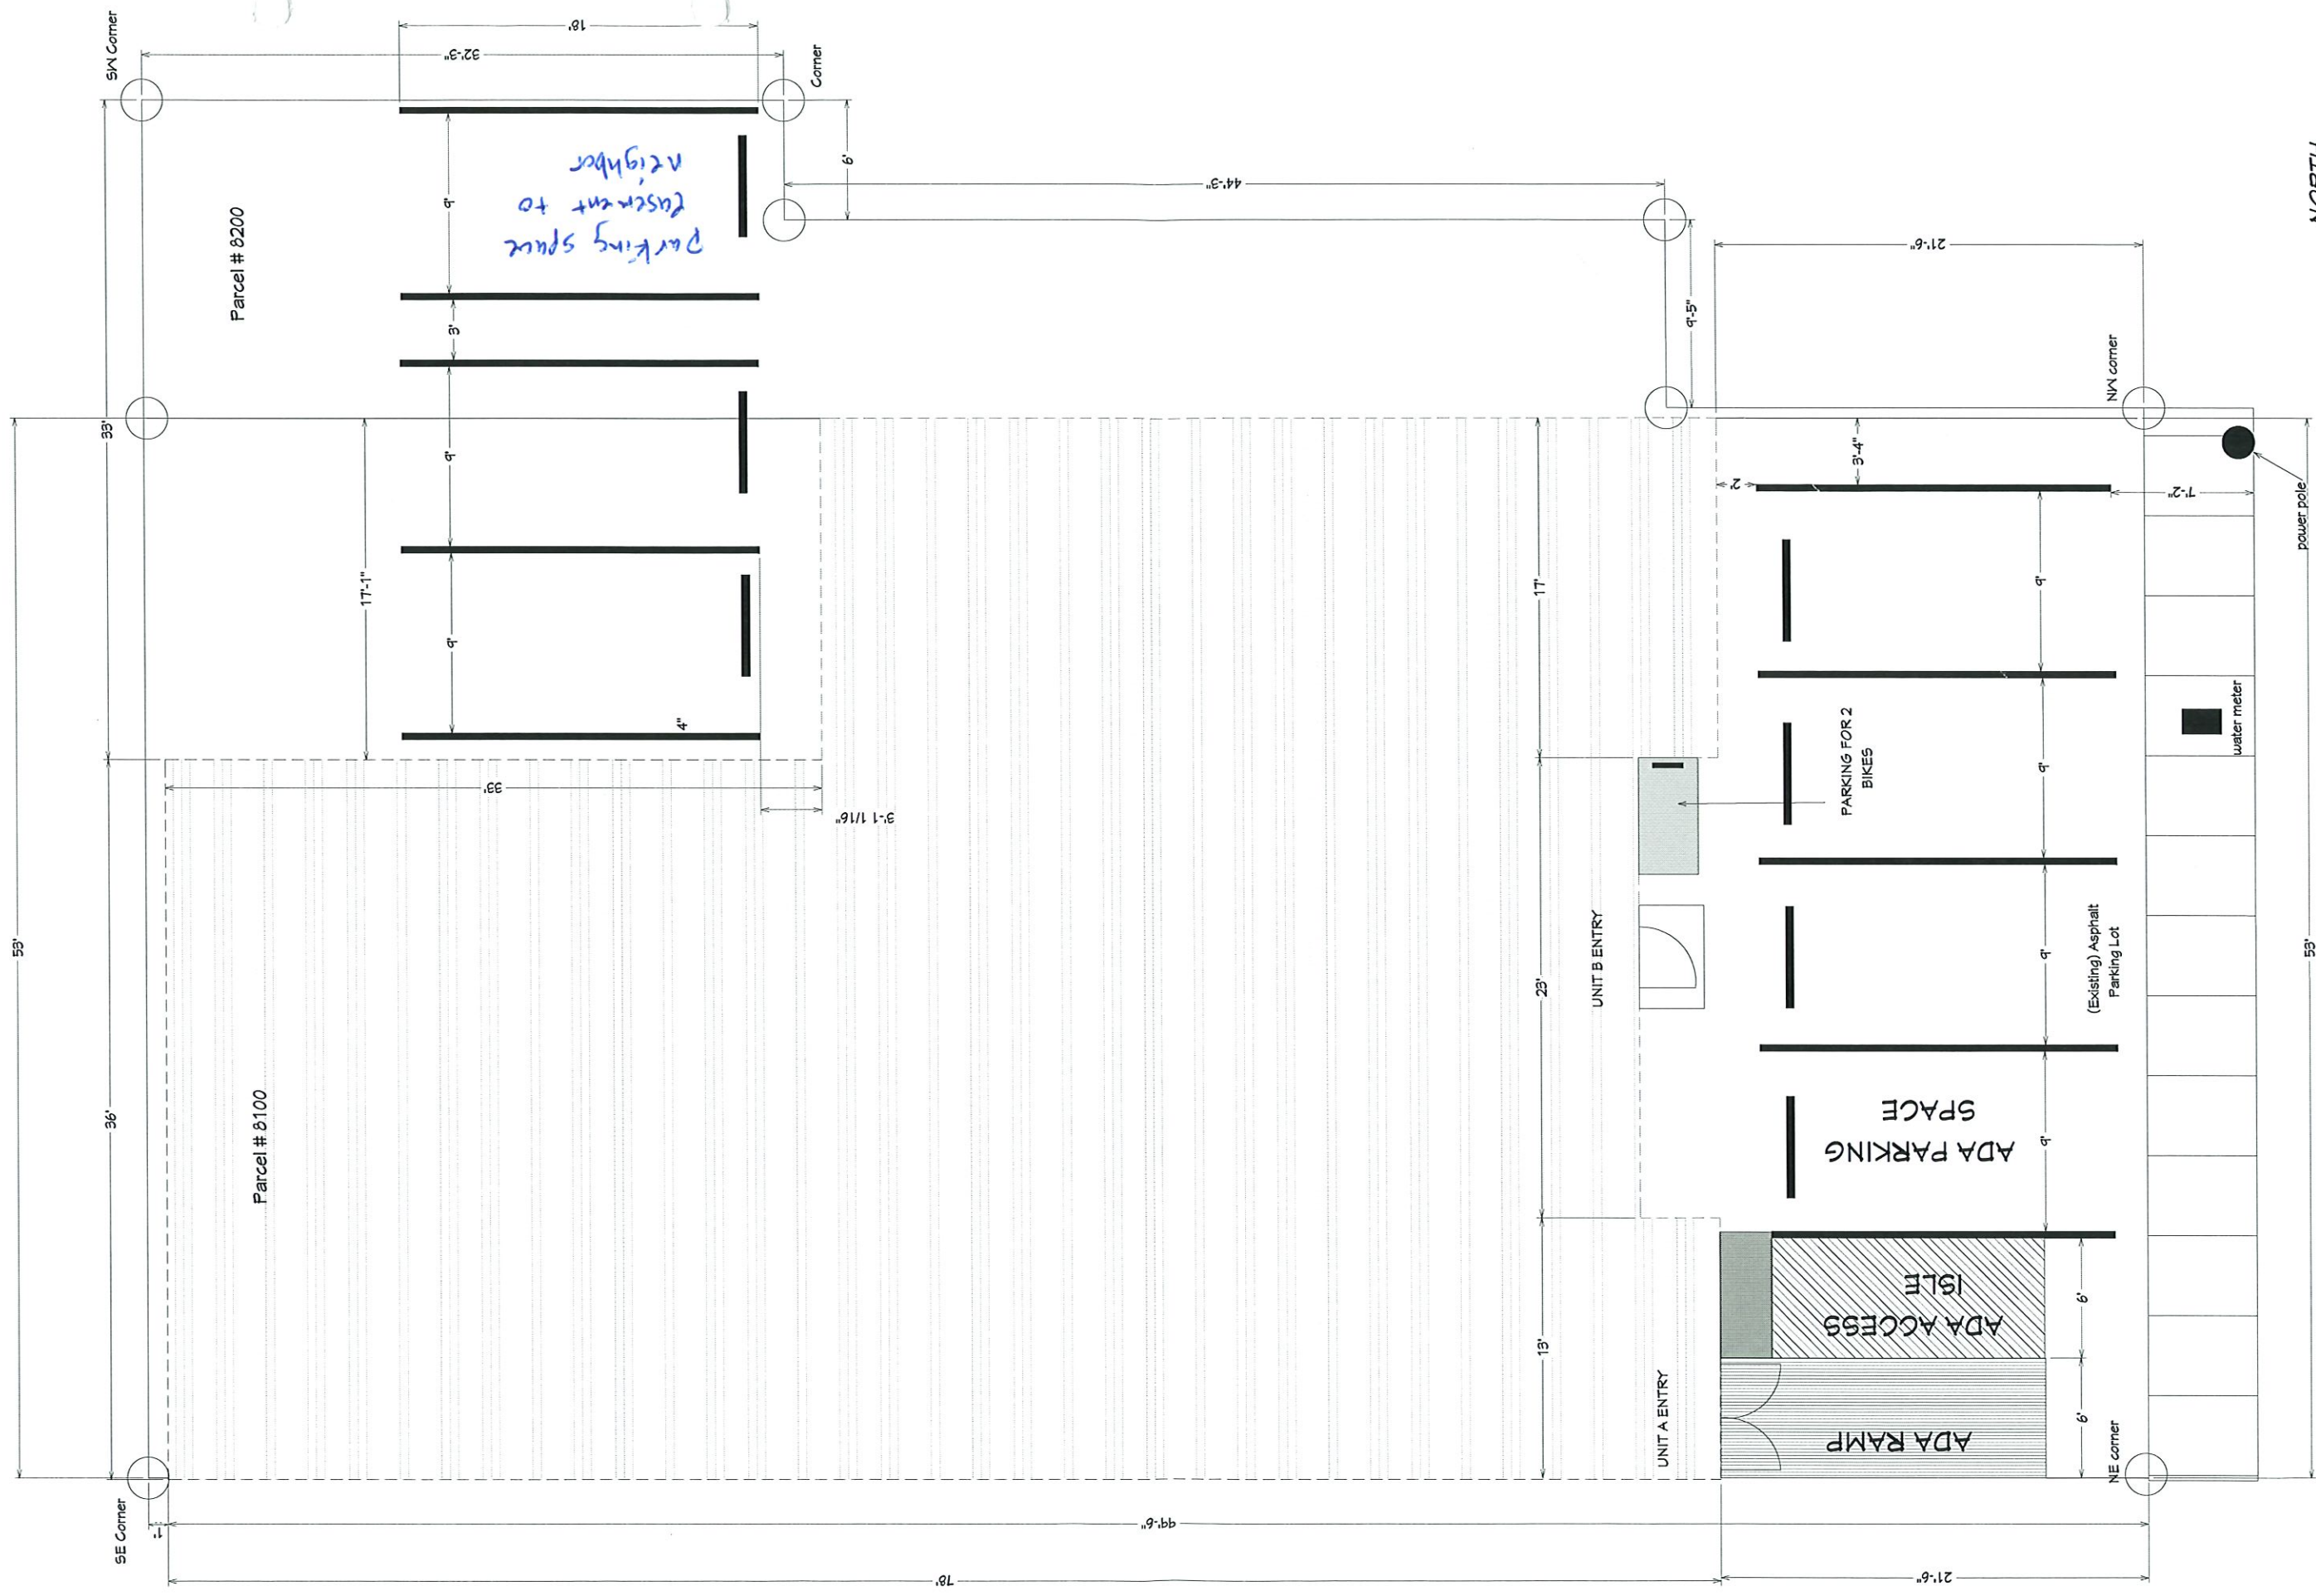 SW Corner
18'
32'-3"
Corner
33'
Parcel # 8200
9'
Parking space
easment to
neighbor
6'
3'
44'-3"
21'-6"
9'-5"
NW corner
53'
17'-1"
9'
9'
4"
33'
3'-1 1/16"
17'
2'
3'-4"
7'-2"
power pole
9'
9'
PARKING FOR 2
BIKES
water meter
36'
Parcel # 8100
23'
UNIT B ENTRY
9'
(Existing) Asphalt
Parking Lot
53'
ADA PARKING
SPACE
9'
13'
UNIT A ENTRY
ADA ACCESS
ISLE
6'
ADA RAMP
6'
NE corner
SE Corner
1'
99'-6"
78'
21'-6"